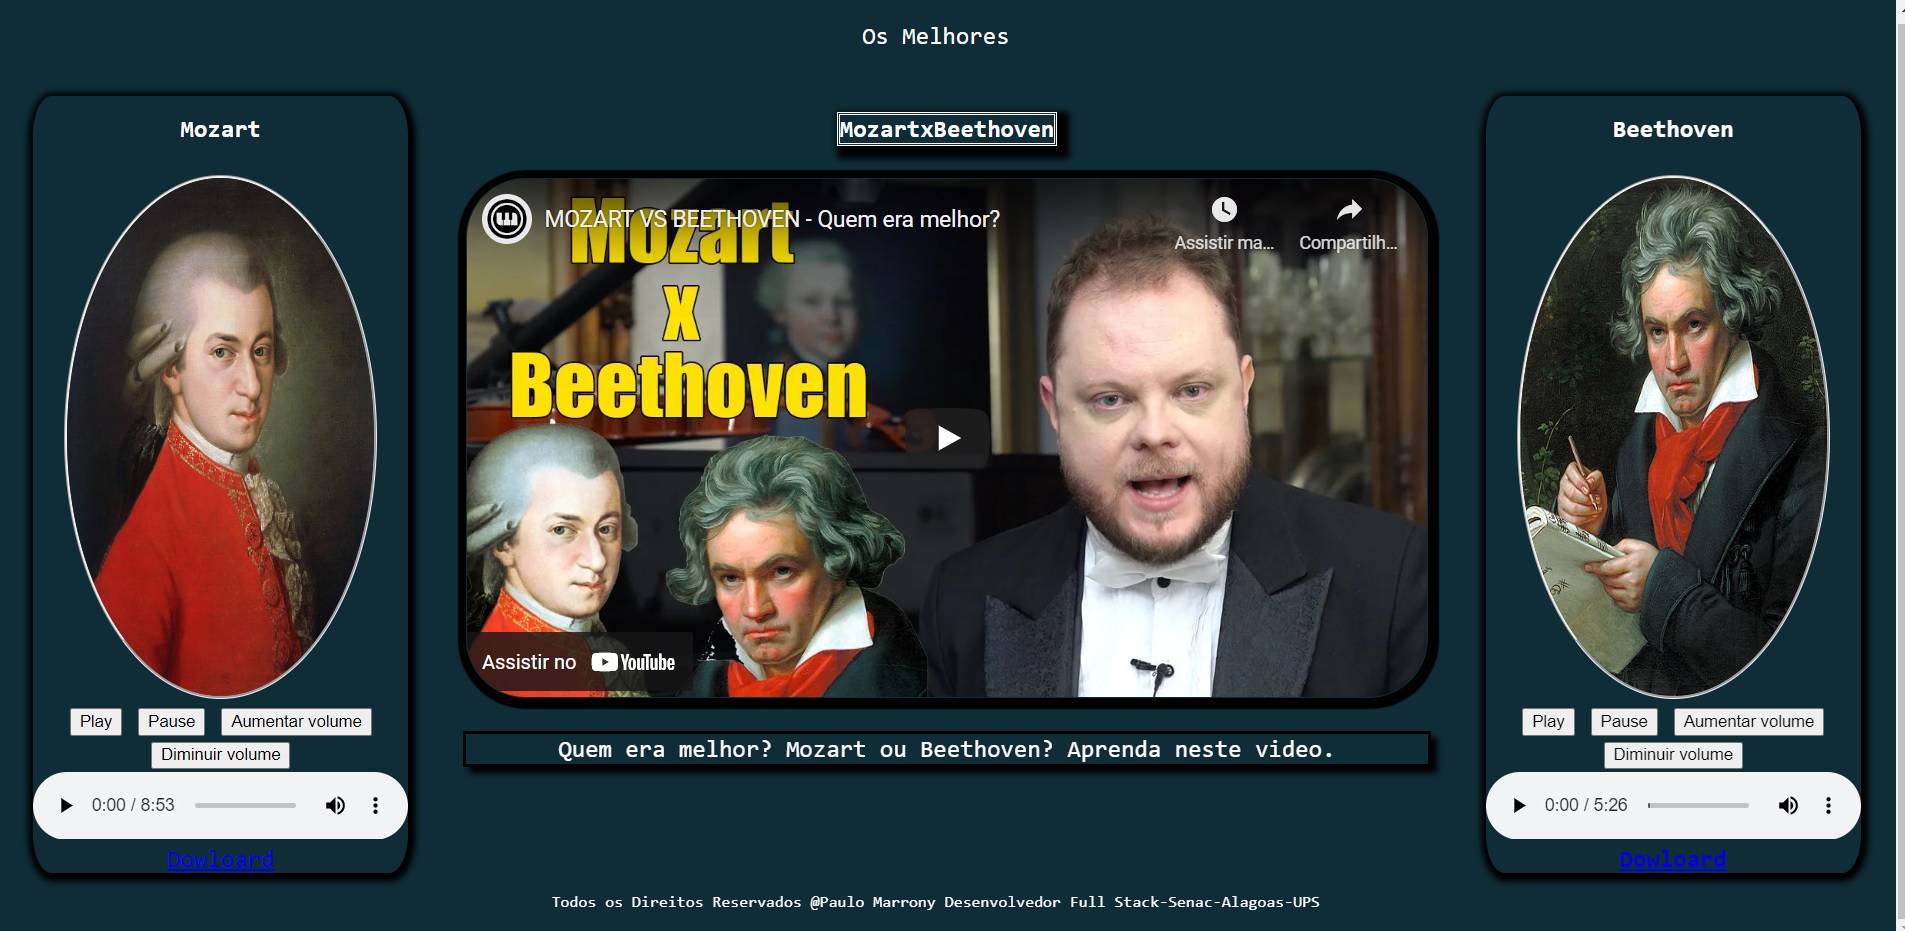 Os Melhores
Mozart
MozartxBeethoven
Beethoven
MOZART VS BEETHOVEN - Quem era melhor?
Assistir ma...
Compartilh...
Mozart
x
Beethoven
Assistir no YouTube
Play Pause Aumentar volume
Diminuir volume
0:00 / 8:53
Dowloard
Quem era melhor? Mozart ou Beethoven? Aprenda neste video.
Play Pause Aumentar volume
Diminuir volume
0:00 / 5:26
Dowloard
Todos os Direitos Reservados @Paulo Marrony Desenvolvedor Full Stack-Senac-Alagoas-UPS